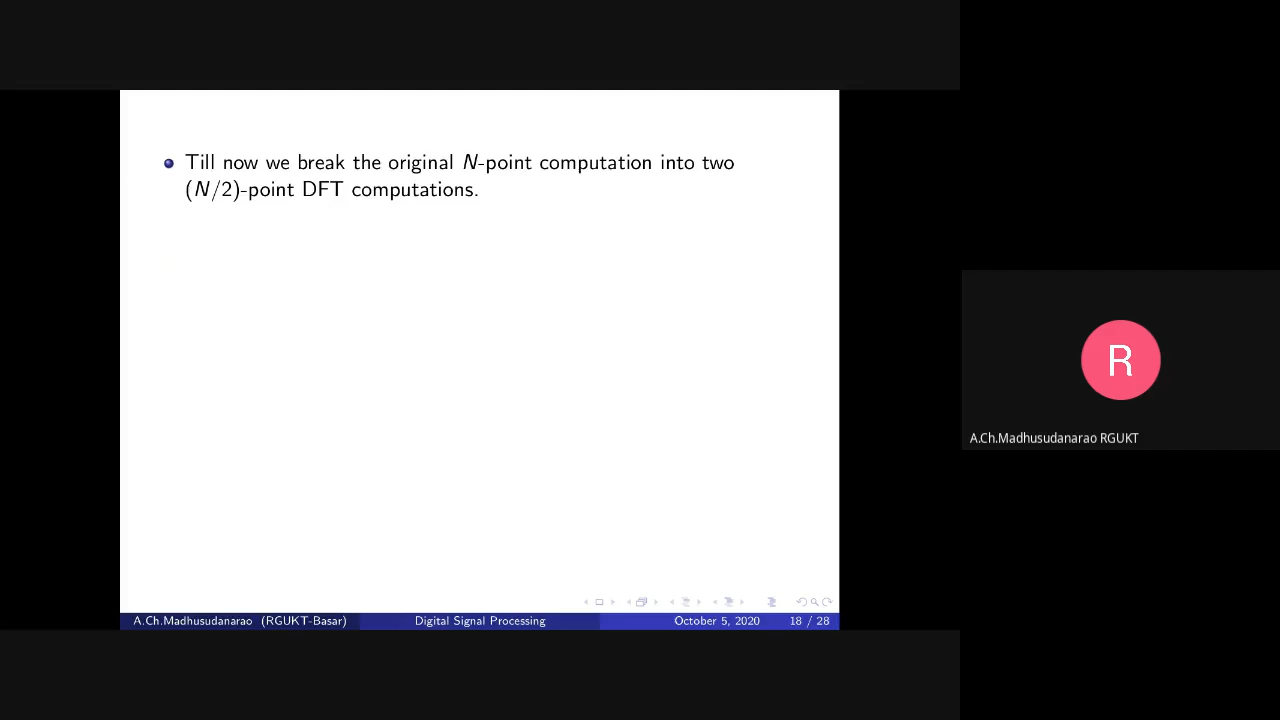 Till now we break the original N-point computation into two
(N/2)-point DFT computations.
R
A.Ch.Madhusudanarao RGUKT
A.Ch.Madhusudanarao (RGUKT-Basar) Digital Signal Processing October 5, 2020 18 / 28